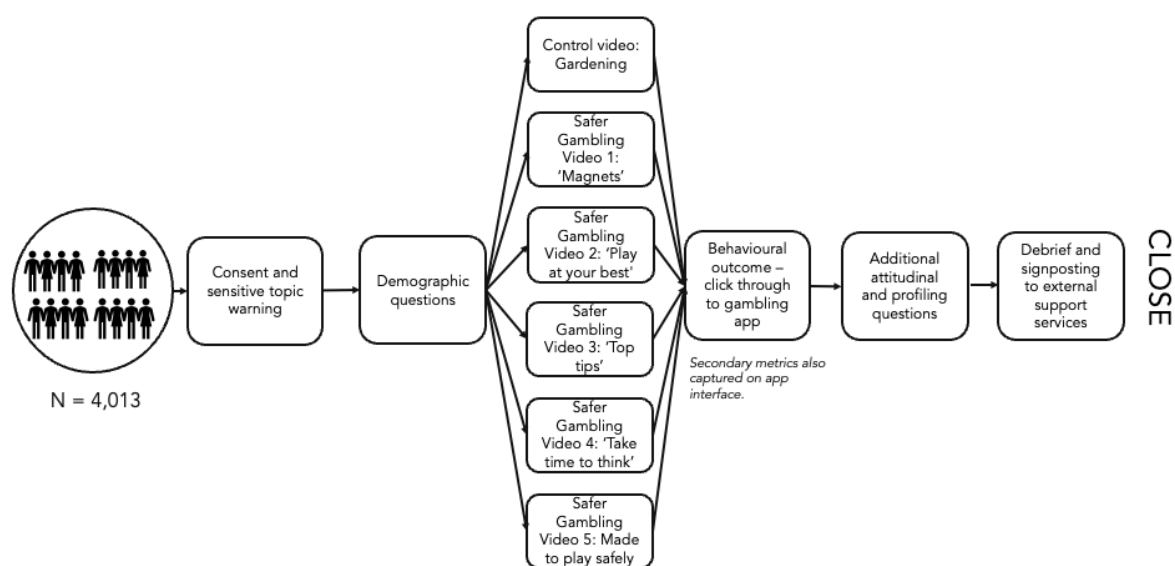 N = 4,013
Consent and
sensitive topic
warning
Demographic
questions
Control video:
Gardening
Safer
Gambling
Video 1:
‘Magnets’
Safer
Gambling
Video 2: ‘Play
at your best'
Safer
Gambling
Video 3: ‘Top
tips’
Safer
Gambling
Video 4: ‘Take
time to think’
Safer
Gambling
Video 5: Made
to play safely
Behavioural
outcome –
click through
to gambling
app
Secondary metrics also
captured on app
interface.
Additional
attitudinal
and profiling
questions
Debrief and
signposting
to external
support
services
CLOSE